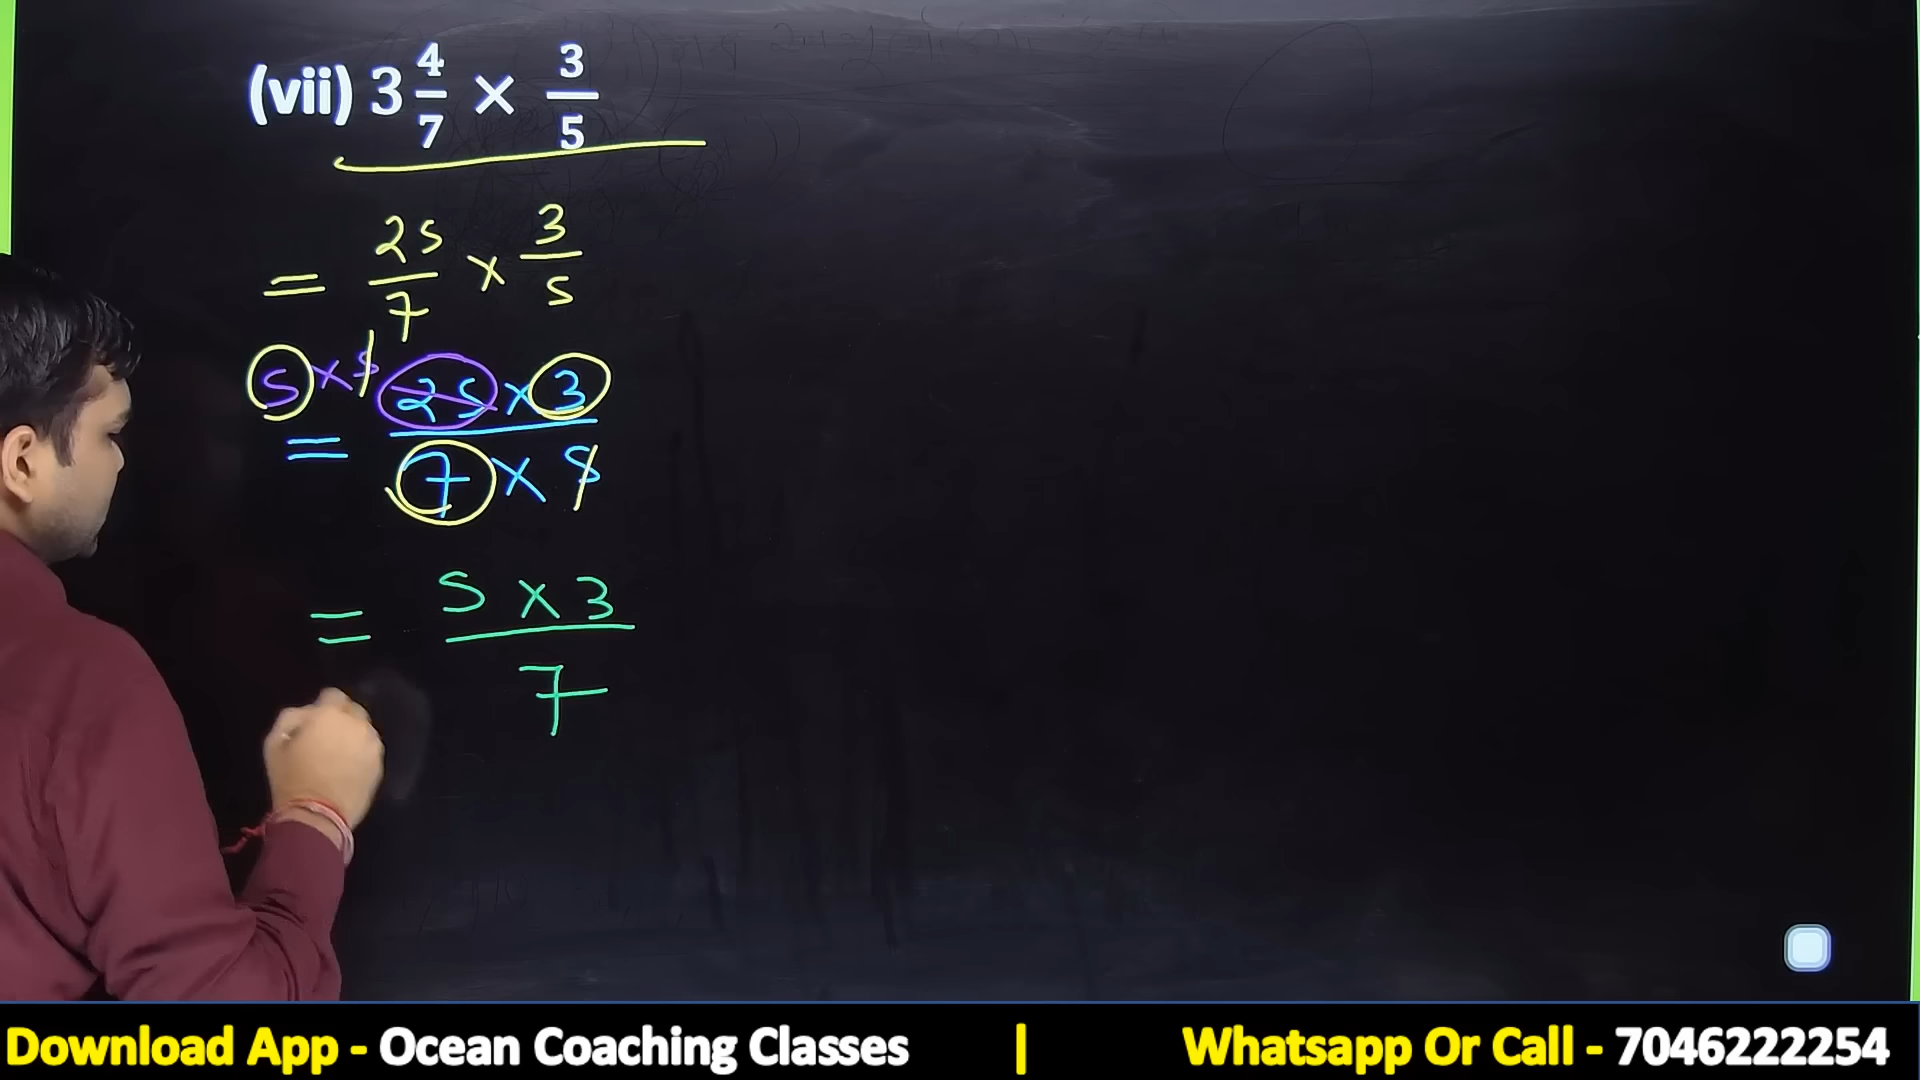 (vii) 3 4/7 × 3/5
= 25/7 × 3/5
5 × 5
= 25 × 3 / 7 × 5
= 5 × 3 / 7
Download App - Ocean Coaching Classes | Whatsapp Or Call - 7046222254